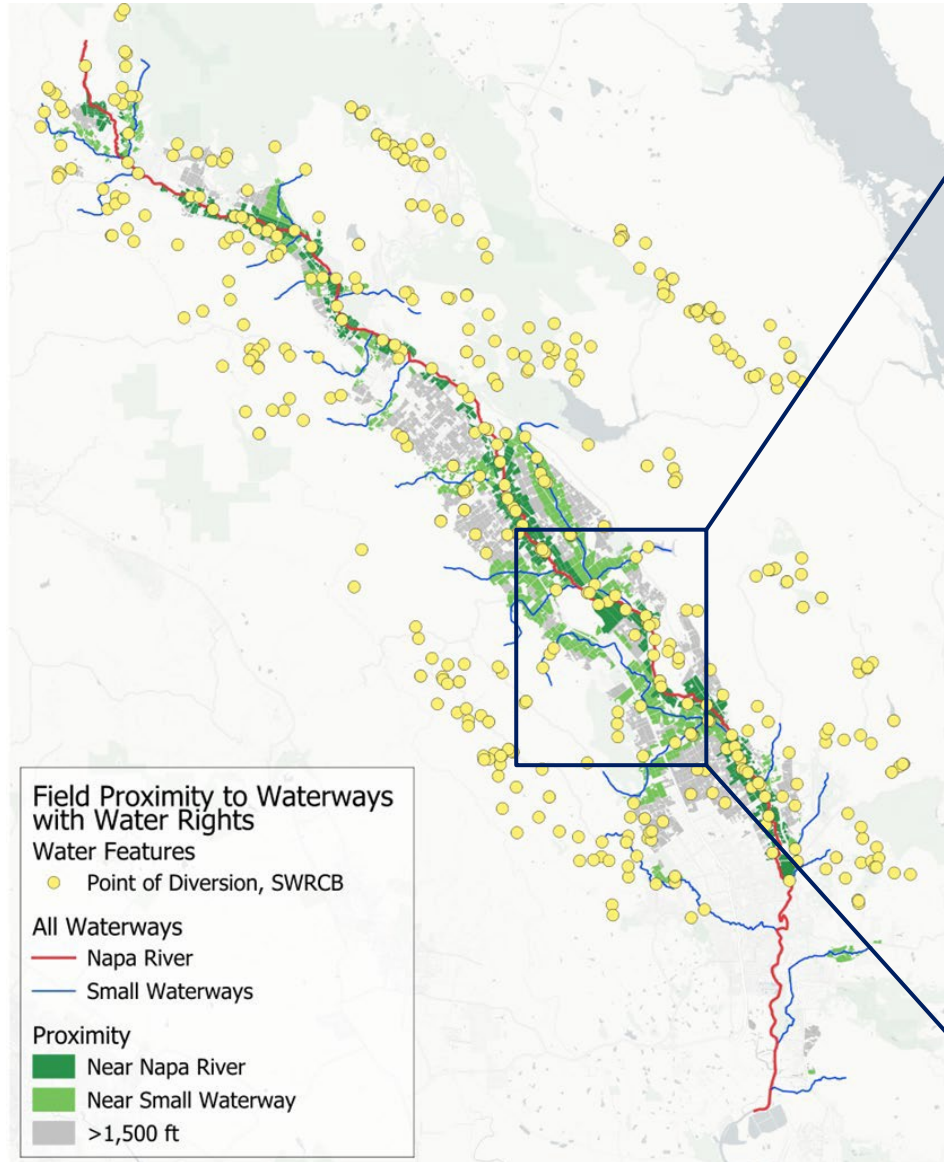 Field Proximity to Waterways
with Water Rights
Water Features
Point of Diversion, SWRCB
All Waterways
Napa River
Small Waterways
Proximity
Near Napa River
Near Small Waterway
>1,500 ft